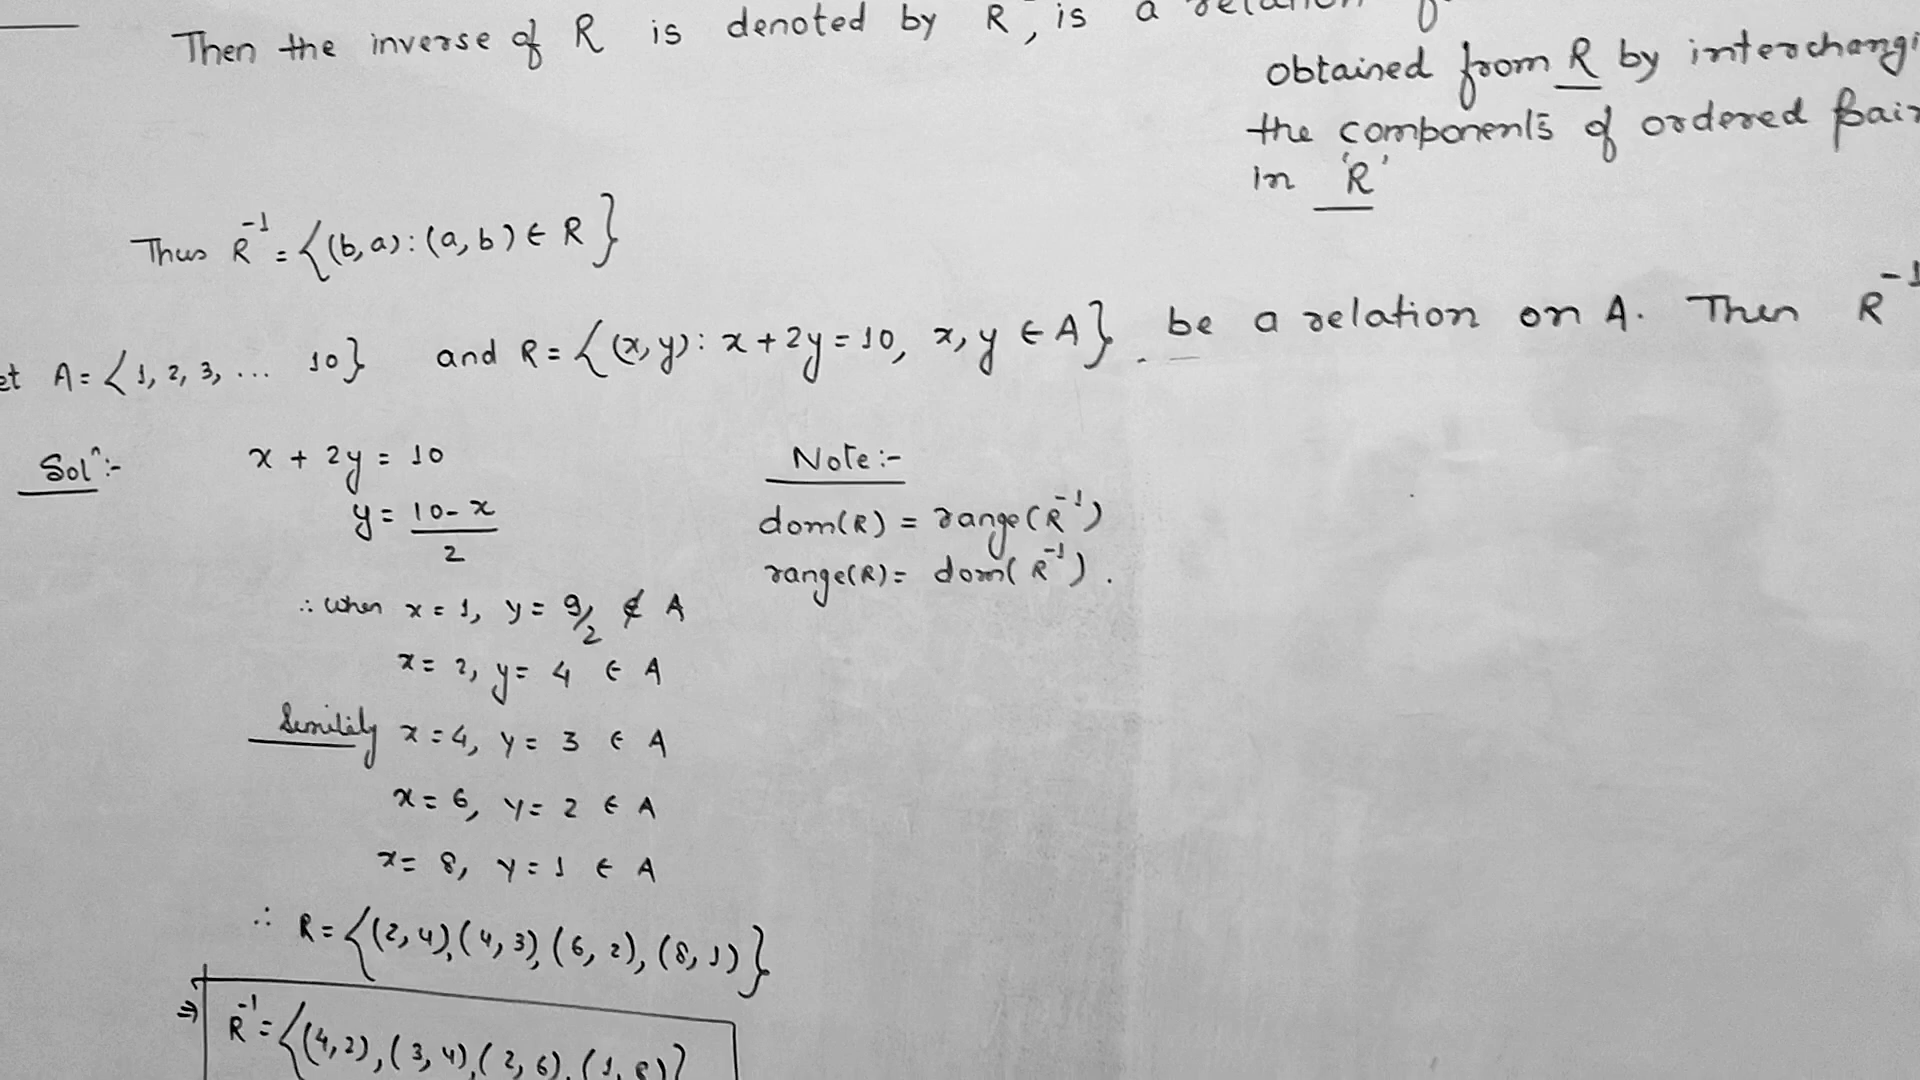 Then the inverse of R is denoted by R⁻, is a relation
obtained from R by interchangi
the components of ordered pair
in 'R'
Thus R⁻¹ = {(b,a):(a,b) ∈ R}
et A = {1, 2, 3, ... 10} and R = {(x,y): x + 2y = 10, x, y ∈ A}. be a relation on A. Then R⁻¹
Solⁿ:-
x + 2y = 10
y = (10-x)/2
∴ when x = 1, y = 9/2 ∉ A
x = 2, y = 4 ∈ A
Similily x = 4, y = 3 ∈ A
x = 6, y = 2 ∈ A
x = 8, y = 1 ∈ A
∴ R = {(2,4),(4,3),(6,2),(8,1)}
⇒ R⁻¹ = {(4,2),(3,4),(2,6),(1,8)}
Note:-
dom(R) = range(R⁻¹)
range(R) = dom(R⁻¹).